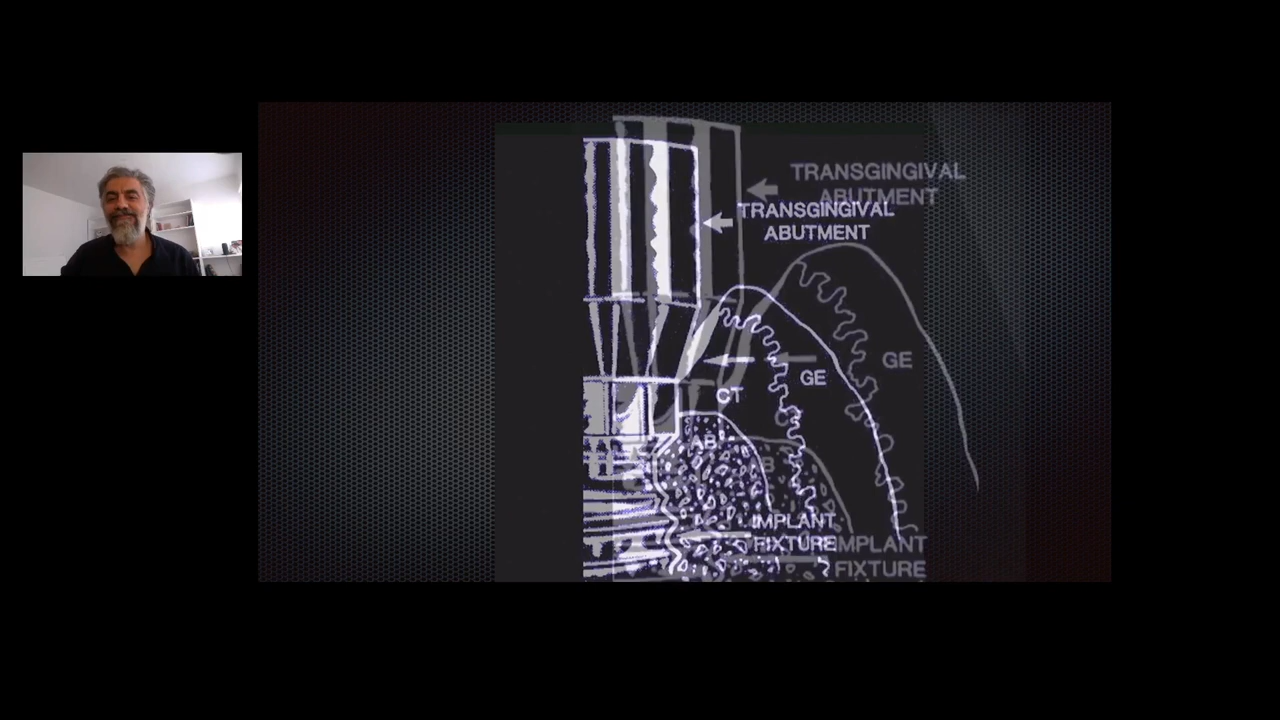 TRANSGINGIVAL
ABUTMENT
TRANSGINGIVAL
ABUTMENT
GE
GE
CT
AB
B
IMPLANT
FIXTURE
IMPLANT
FIXTURE